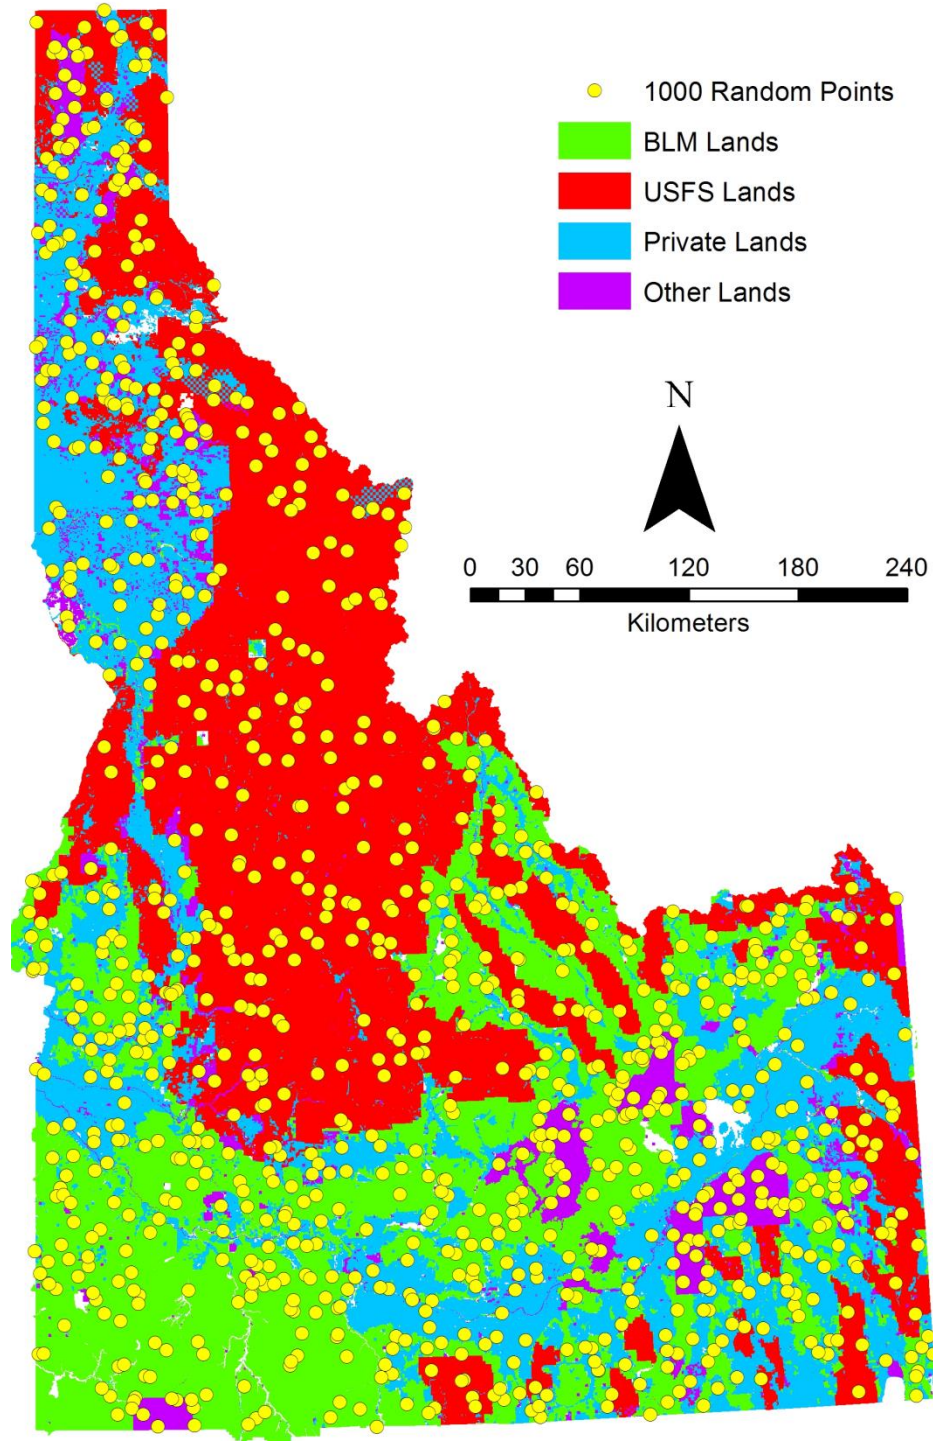 1000 Random Points
BLM Lands
USFS Lands
Private Lands
Other Lands
N
0 30 60 120 180 240
Kilometers